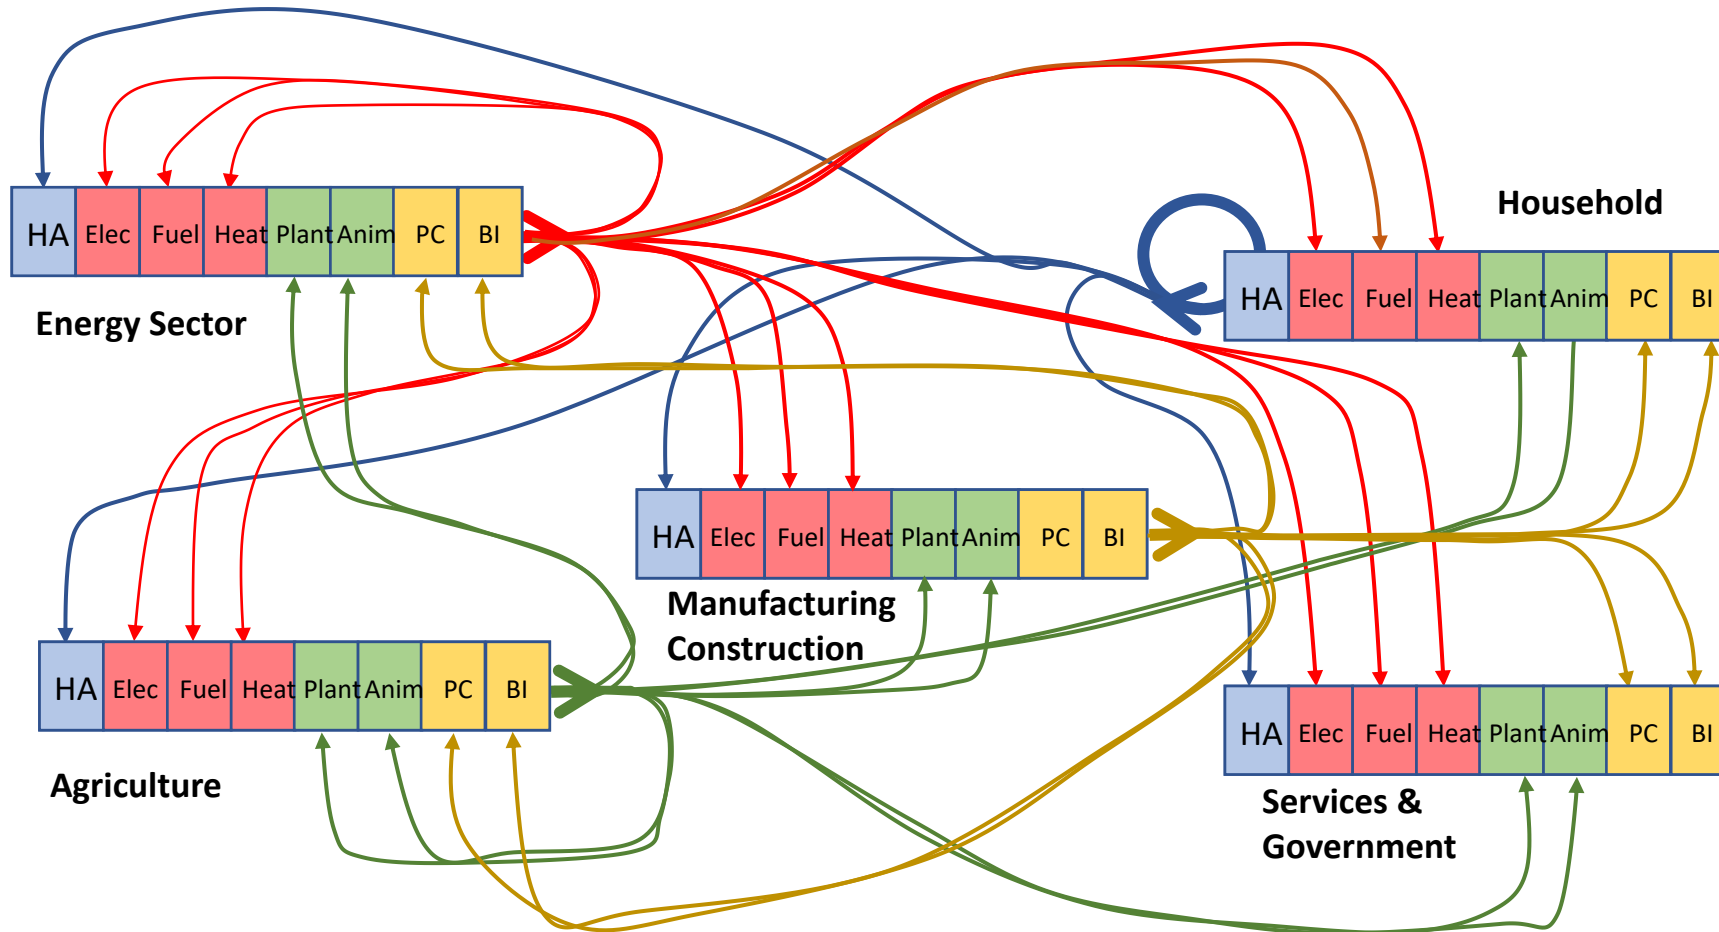 HA Elec Fuel Heat Plant Anim PC BI
Energy Sector
Household
HA Elec Fuel Heat Plant Anim PC BI
HA Elec Fuel Heat Plant Anim PC BI
Manufacturing
Construction
HA Elec Fuel Heat Plant Anim PC BI
Agriculture
HA Elec Fuel Heat Plant Anim PC BI
Services &
Government